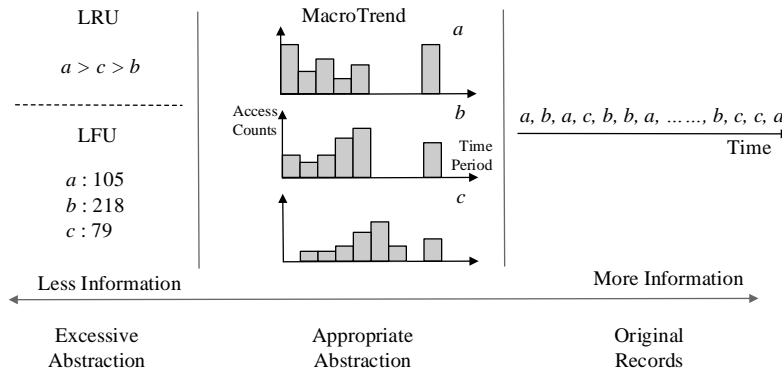 LRU
a > c > b
LFU
a : 105
b : 218
c : 79
MacroTrend
a
Access
Counts
b
Time
Period
c
a, b, a, c, b, b, a, ……, b, c, c, a
Time
Less Information
More Information
Excessive
Abstraction
Appropriate
Abstraction
Original
Records